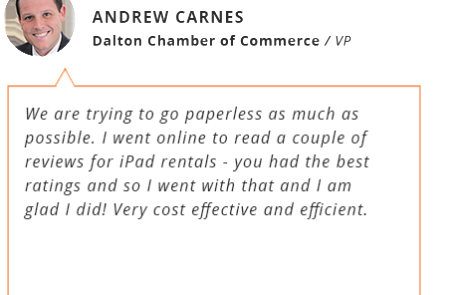 ANDREW CARNES
Dalton Chamber of Commerce / VP
We are trying to go paperless as much as
possible. I went online to read a couple of
reviews for iPad rentals - you had the best
ratings and so I went with that and I am
glad I did! Very cost effective and efficient.